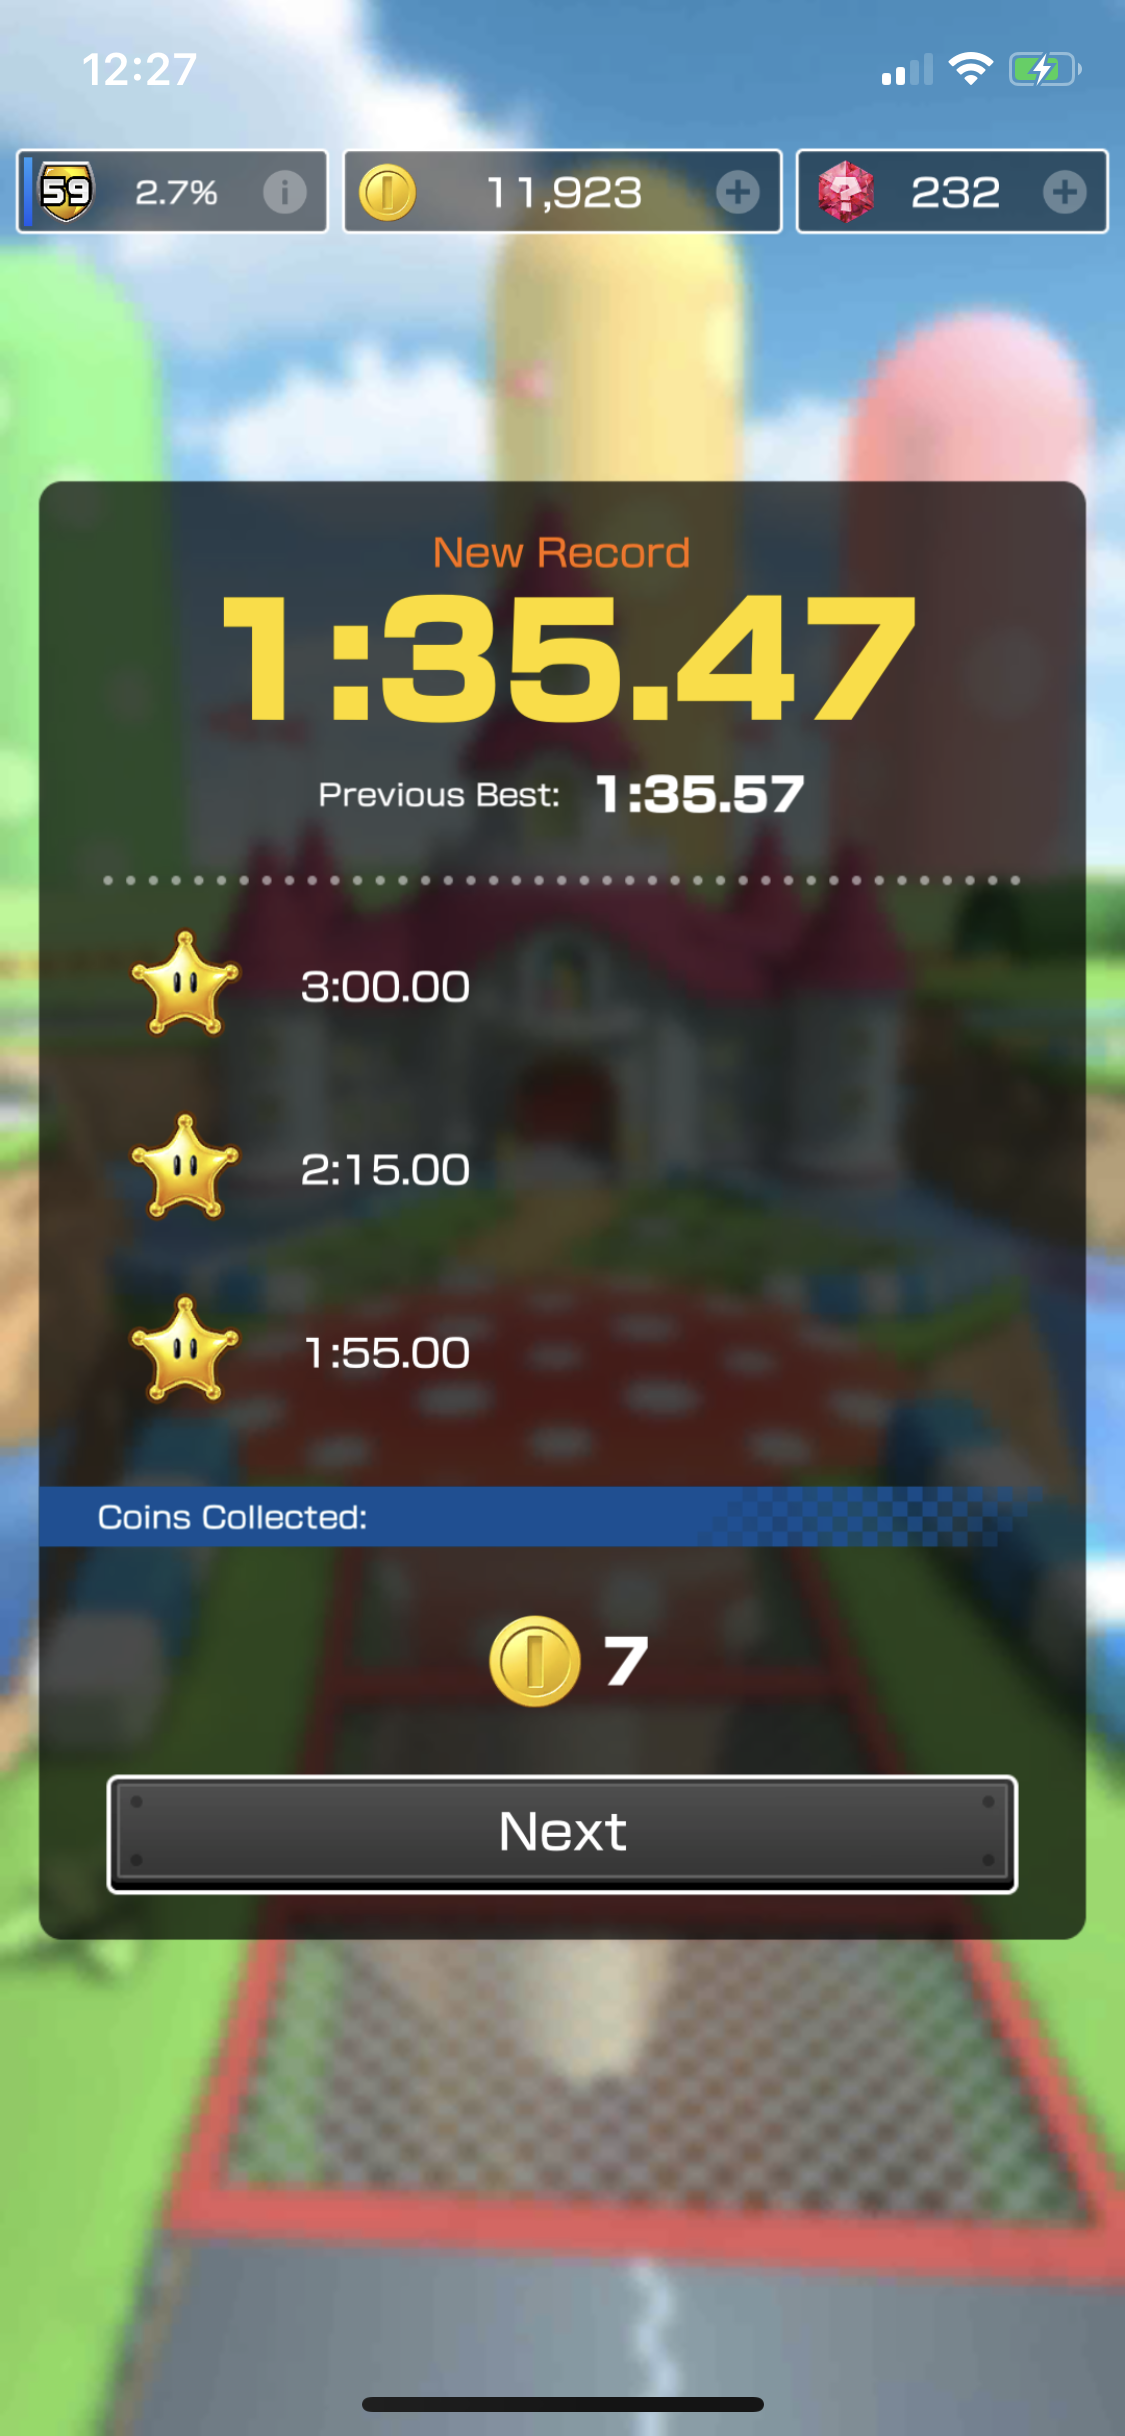 12:27
59 2.7% i 11,923 + ? 232 +
New Record
1:35.47
Previous Best: 1:35.57
3:00.00
2:15.00
1:55.00
Coins Collected:
7
Next